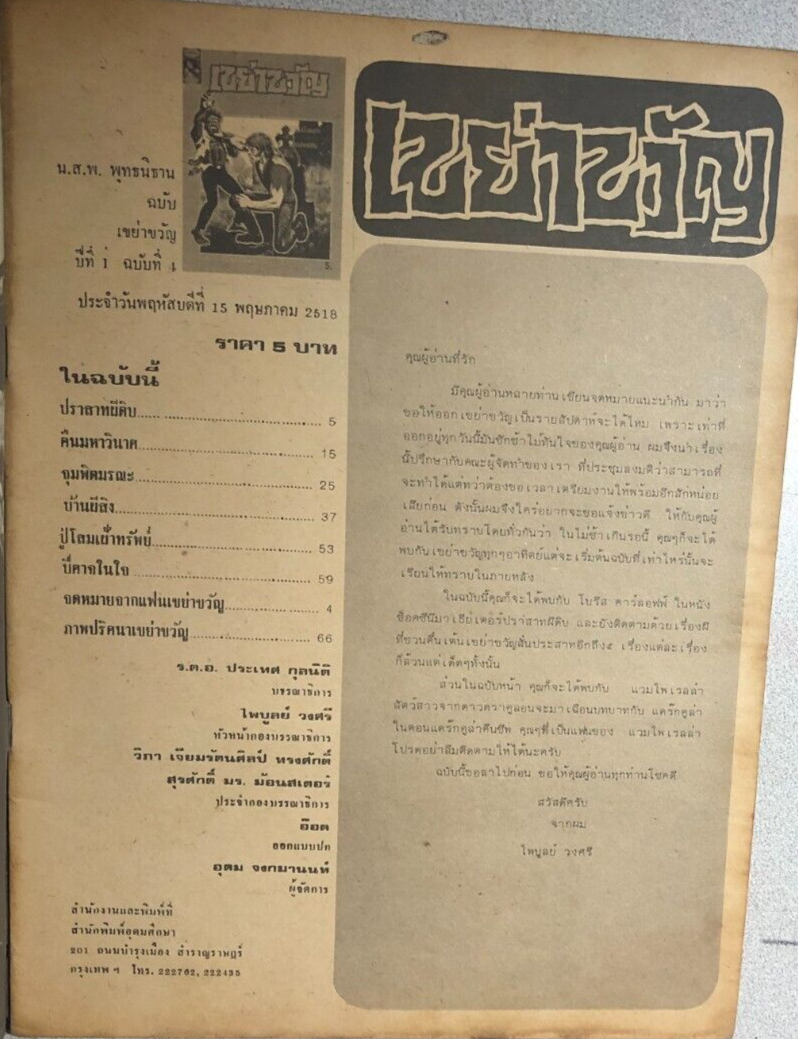 เขย่าขวัญ
เขย่าขวัญ
น.ส.พ. พุทธนิธาน
ฉบับ
เขย่าขวัญ
ปีที่ 1 ฉบับที่ 4
ประจำวันพฤหัสบดีที่ 15 พฤษภาคม 2518
ราคา 5 บาท
ในฉบับนี้
ปราสาทผีดิบ 5
คืนมหาวินาศ 15
จุมพิตมรณะ 25
บ้านผีสิง 37
ปู่โสมเฝ้าทรัพย์ 53
ปีศาจในใจ 59
จดหมายจากแฟนเขย่าขวัญ 4
ภาพปริศนาเขย่าขวัญ 66
ร.ต.อ. ประเทศ กุลนิติ
บรรณาธิการ
ไพบูลย์ วงศรี
หัวหน้ากองบรรณาธิการ
วิภา เจียมรัตนศิลป์ ทรงศักดิ์
สุรศักดิ์ มร. ม้อนสเตอร์
ประจำกองบรรณาธิการ
อ๊อด
ออกแบบปก
อุดม จงกมานนท์
ผู้จัดการ
สำนักงานและพิมพ์ที่
สำนักพิมพ์อุดมศึกษา
201 ถนนบำรุงเมือง สำราญราษฎร์
กรุงเทพ ฯ โทร. 222702, 222435
คุณผู้อ่านที่รัก
มีคุณผู้อ่านหลายท่านเขียนจดหมายแนะนำกัน มาว่า
ขอให้ออกเขย่าขวัญเป็นรายสัปดาห์จะได้ไหม เพราะเท่าที่
ออกอยู่ทุกวันนี้มันชักช้าไม่ทันใจของคุณผู้อ่าน ผมจึงนำเรื่อง
นี้ปรึกษากับคณะผู้จัดทำของเรา ที่ประชุมลงมติว่าสามารถที่
จะทำได้แต่ทว่าต้องขอเวลาเตรียมงานให้พร้อมอีกสักหน่อย
เสียก่อน ดังนั้นผมจึงใคร่อยากจะขอแจ้งข่าวดี ให้กับคุณผู้
อ่านได้รับทราบโดยทั่วกันว่า ในไม่ช้าเกินรอนี้ คุณๆก็จะได้
พบกับเขย่าขวัญทุกๆอาทิตย์แต่จะเริ่มต้นฉบับที่เท่าไหร่นั้นจะ
เรียนให้ทราบในภายหลัง
ในฉบับนี้คุณก็จะได้พบกับ โบริส คาร์ลอฟฟ์ ในหนัง
ช็อคซีนีมาเธียเตอร์ปราสาทผีดิบ และยังติดตามด้วยเรื่องผี
ที่ชวนตื่นเต้นเขย่าขวัญสั่นประสาทอีกถึง๕ เรื่องแต่ละเรื่อง
ก็ล้วนแต่เด็ดๆทั้งนั้น
ส่วนในฉบับหน้า คุณก็จะได้พบกับ แวมไพเรลล่า
สัตว์สาวจากดาวดราคูลอนจะมาเฉือนบทบาทกับ แดร็กคูล่า
ในตอนแดร็กคูล่าคืนชีพ คุณๆที่เป็นแฟนของ แวมไพเรลล่า
โปรดอย่าลืมติดตามให้ได้นะครับ
ฉบับนี้ขอลาไปก่อน ขอให้คุณผู้อ่านทุกท่านโชคดี
สวัสดีครับ
จากผม
ไพบูลย์ วงศรี